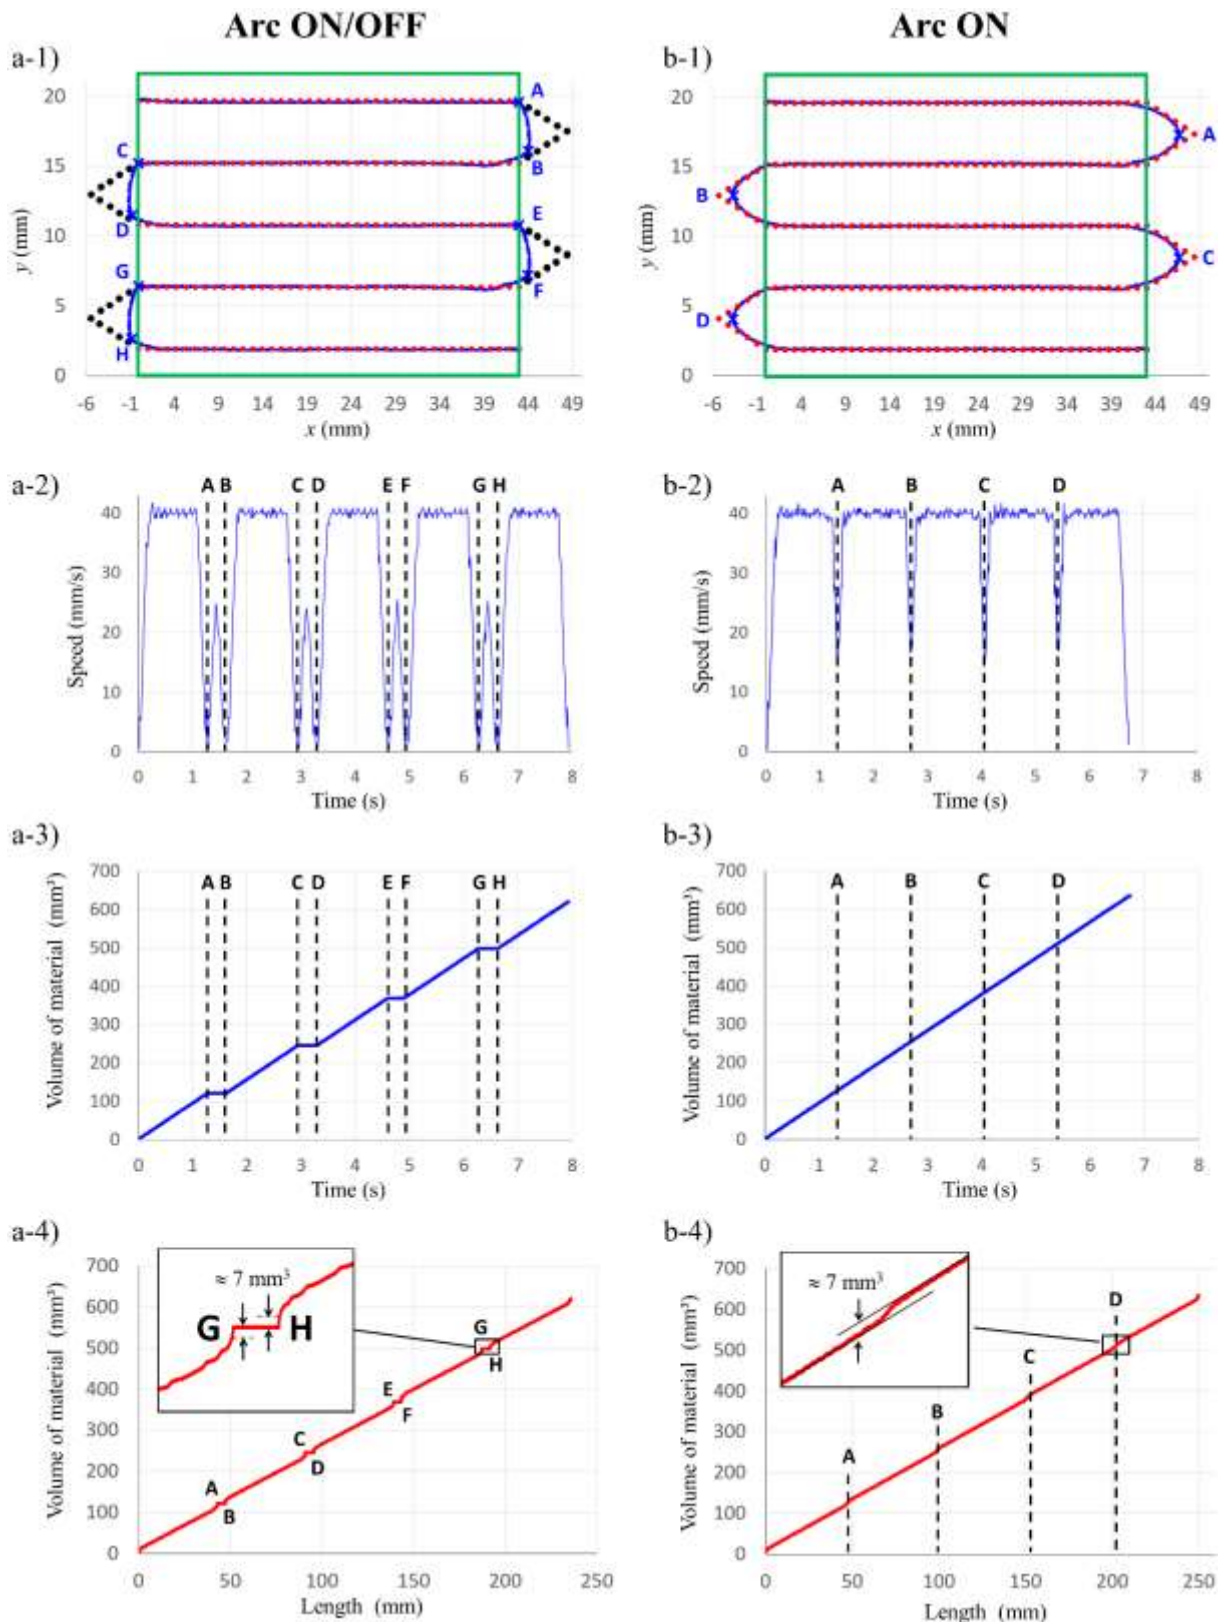 Arc ON/OFF
Arc ON
a-1)
20
15
10
5
0
y (mm)
A
C
B
D
E
G
F
H
-6 -1 4 9 14 19 24 29 34 39 44 49
x (mm)
b-1)
20
15
10
5
0
y (mm)
A
B
C
D
-6 -1 4 9 14 19 24 29 34 39 44 49
x (mm)
a-2)
A B C D E F G H
40
30
20
10
0
Speed (mm/s)
0 1 2 3 4 5 6 7 8
Time (s)
b-2)
A B C D
40
30
20
10
0
Speed (mm/s)
0 1 2 3 4 5 6 7 8
Time (s)
a-3)
700
600
500
400
300
200
100
0
Volume of material (mm³)
A B C D E F G H
0 1 2 3 4 5 6 7 8
Time (s)
b-3)
700
600
500
400
300
200
100
0
Volume of material (mm³)
A B C D
0 1 2 3 4 5 6 7 8
Time (s)
a-4)
700
600
500
400
300
200
100
0
Volume of material (mm³)
≈ 7 mm³
G H
G
H
E
F
C
D
A
B
0 50 100 150 200 250
Length (mm)
b-4)
700
600
500
400
300
200
100
0
Volume of material (mm³)
≈ 7 mm³
D
C
B
A
0 50 100 150 200 250
Length (mm)